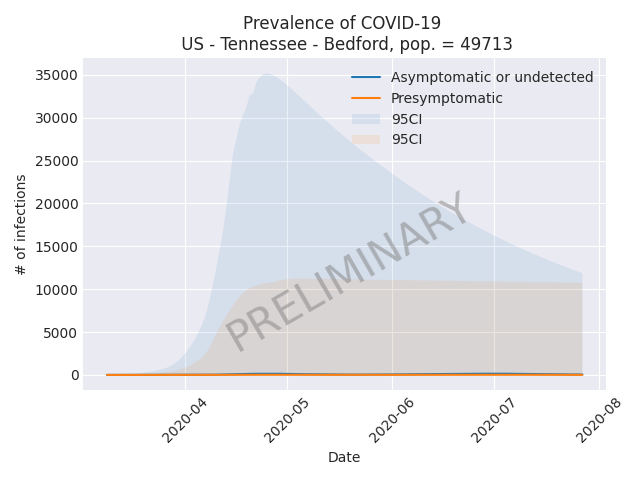 Prevalence of COVID-19
US - Tennessee - Bedford, pop. = 49713
35000
30000
25000
20000
15000
10000
5000
0
# of infections
Asymptomatic or undetected
Presymptomatic
95CI
95CI
PRELIMINARY
2020-04
2020-05
2020-06
2020-07
2020-08
Date